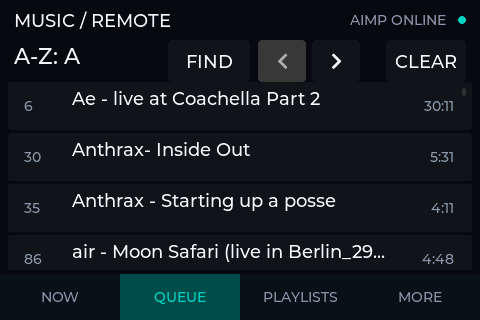 MUSIC / REMOTE AIMP ONLINE
A-Z: A FIND < > CLEAR
6 Ae - live at Coachella Part 2 30:11
30 Anthrax- Inside Out 5:31
35 Anthrax - Starting up a posse 4:11
86 air - Moon Safari (live in Berlin_29... 4:48
NOW QUEUE PLAYLISTS MORE